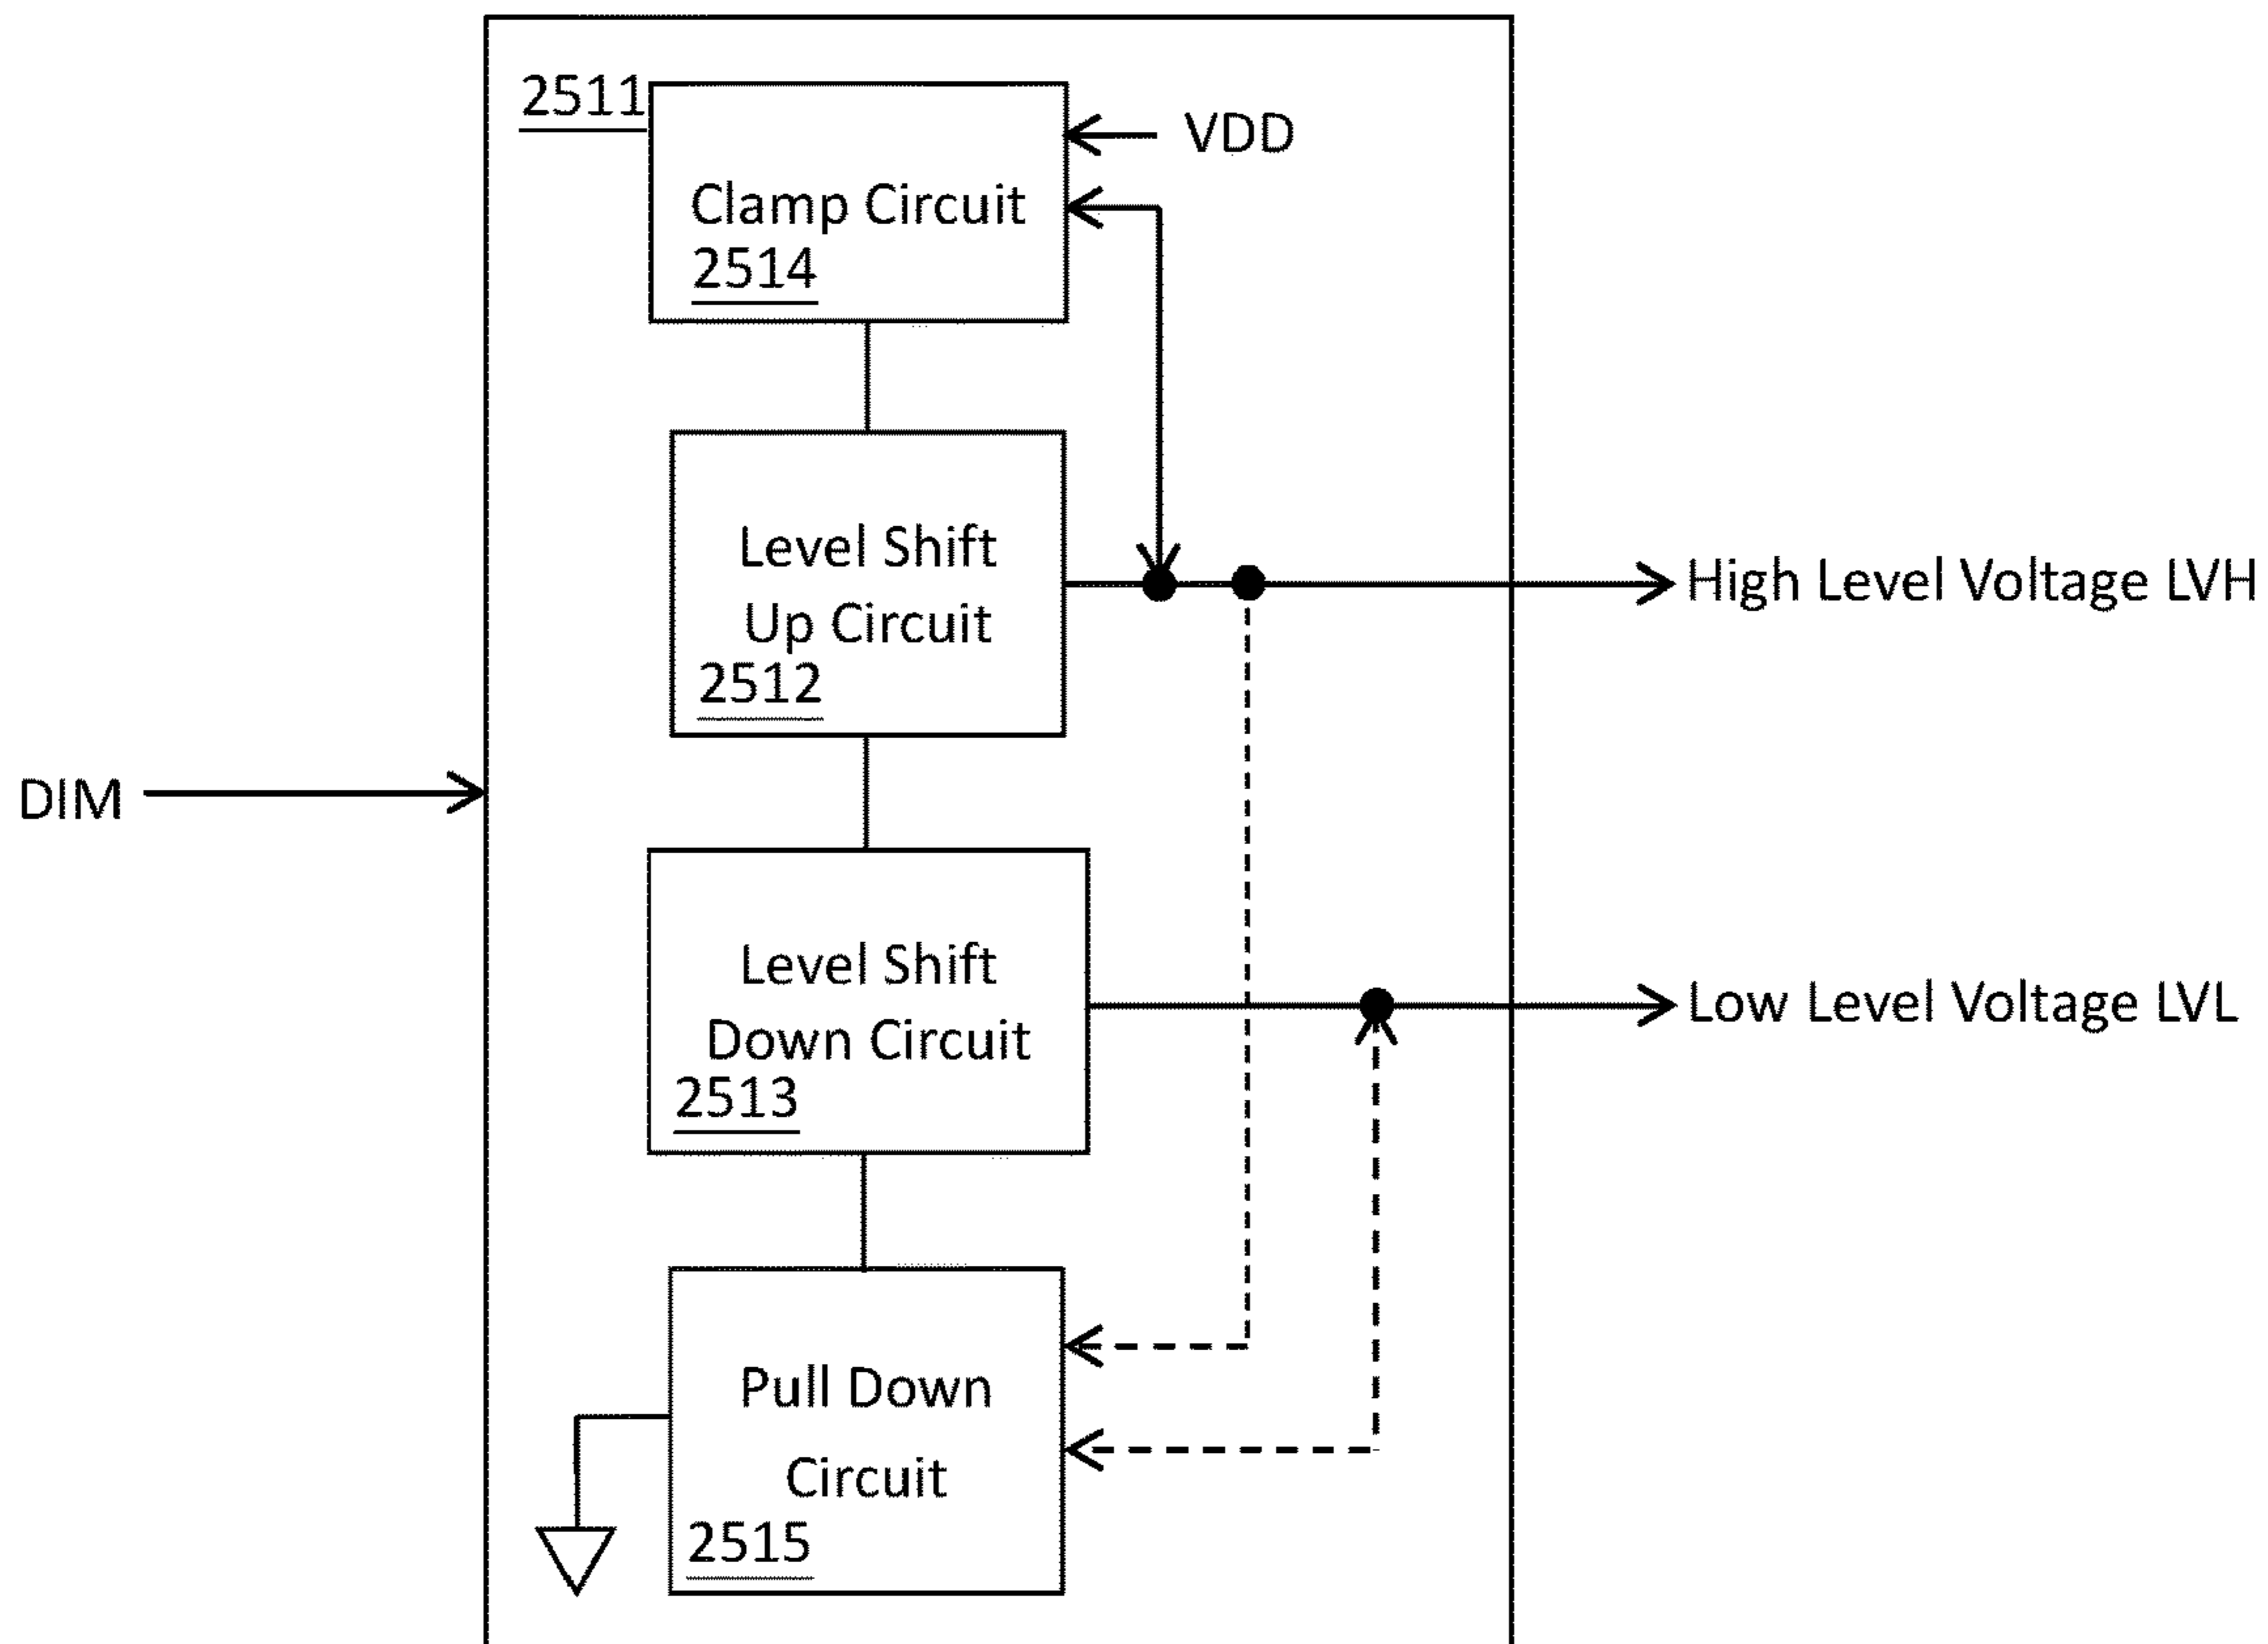 2511
VDD
Clamp Circuit
2514
Level Shift
Up Circuit
2512
High Level Voltage LVH
DIM
Level Shift
Down Circuit
2513
Low Level Voltage LVL
Pull Down
Circuit
2515